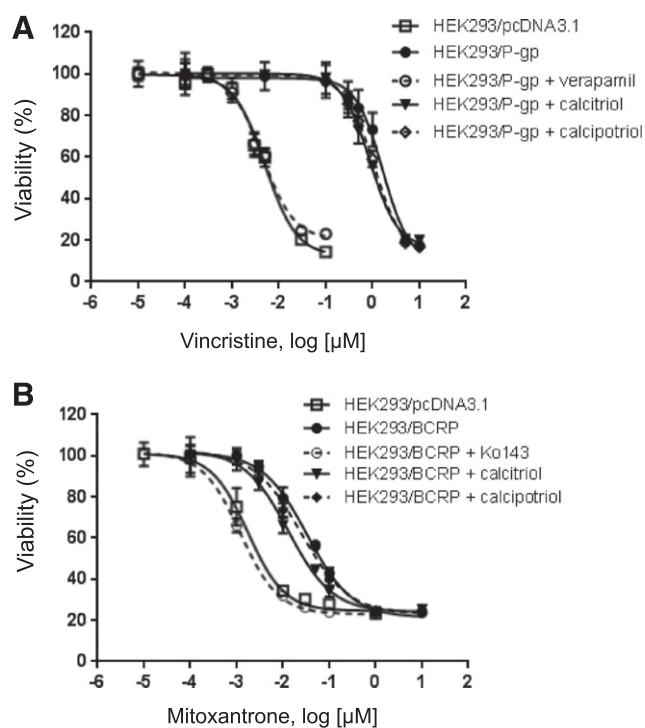 A
120
100
80
60
40
20
0
Viability (%)
-6 -5 -4 -3 -2 -1 0 1 2
Vincristine, log [µM]
HEK293/pcDNA3.1
HEK293/P-gp
HEK293/P-gp + verapamil
HEK293/P-gp + calcitriol
HEK293/P-gp + calcipotriol
B
120
100
80
60
40
20
0
Viability (%)
-6 -5 -4 -3 -2 -1 0 1 2
Mitoxantrone, log [µM]
HEK293/pcDNA3.1
HEK293/BCRP
HEK293/BCRP + Ko143
HEK293/BCRP + calcitriol
HEK293/BCRP + calcipotriol